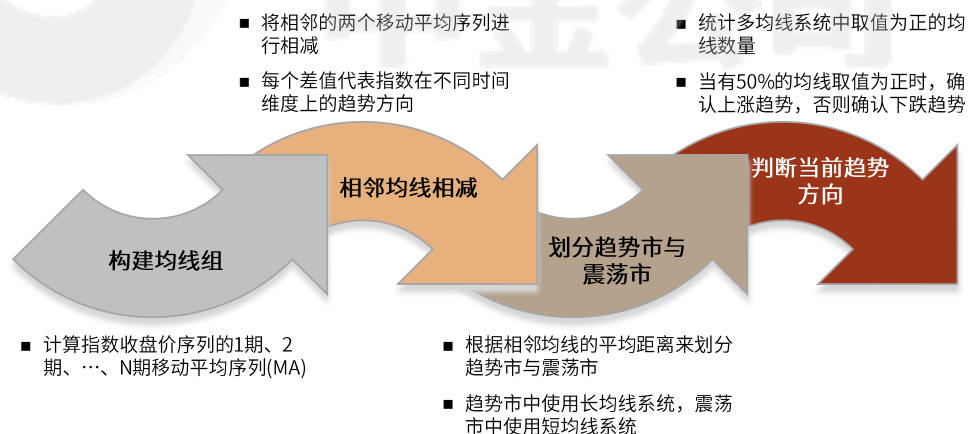 中金公司
■ 将相邻的两个移动平均序列进
行相减
■ 每个差值代表指数在不同时间
维度上的趋势方向
■ 统计多均线系统中取值为正的均
线数量
■ 当有50%的均线取值为正时，确
认上涨趋势，否则确认下跌趋势
构建均线组
相邻均线相减
划分趋势市与
震荡市
判断当前趋势
方向
■ 计算指数收盘价序列的1期、2
期、…、N期移动平均序列(MA)
■ 根据相邻均线的平均距离来划分
趋势市与震荡市
■ 趋势市中使用长均线系统，震荡
市中使用短均线系统